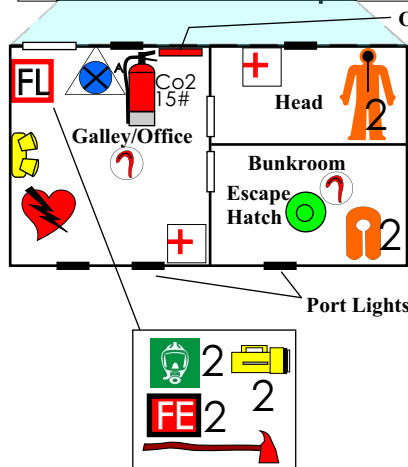 O
FL
A
Co2
15#
Head
2
Galley/Office
Bunkroom
Escape
Hatch
2
Port Lights
2
2
FE 2